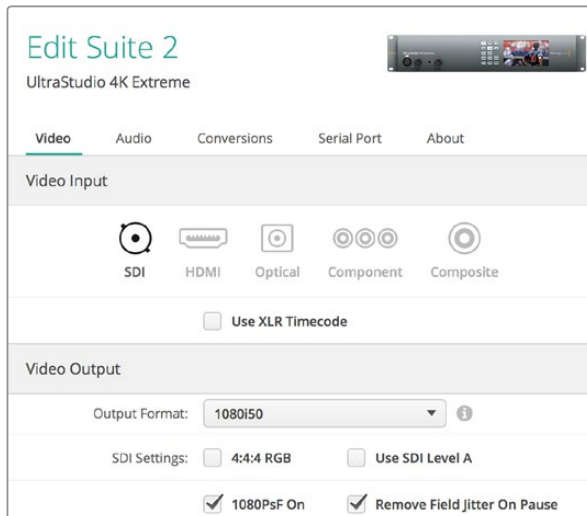 Edit Suite 2
UltraStudio 4K Extreme
Video Audio Conversions Serial Port About
Video Input
SDI HDMI Optical Component Composite
Use XLR Timecode
Video Output
Output Format: 1080i50
SDI Settings: 4:4:4 RGB Use SDI Level A
1080PsF On Remove Field Jitter On Pause